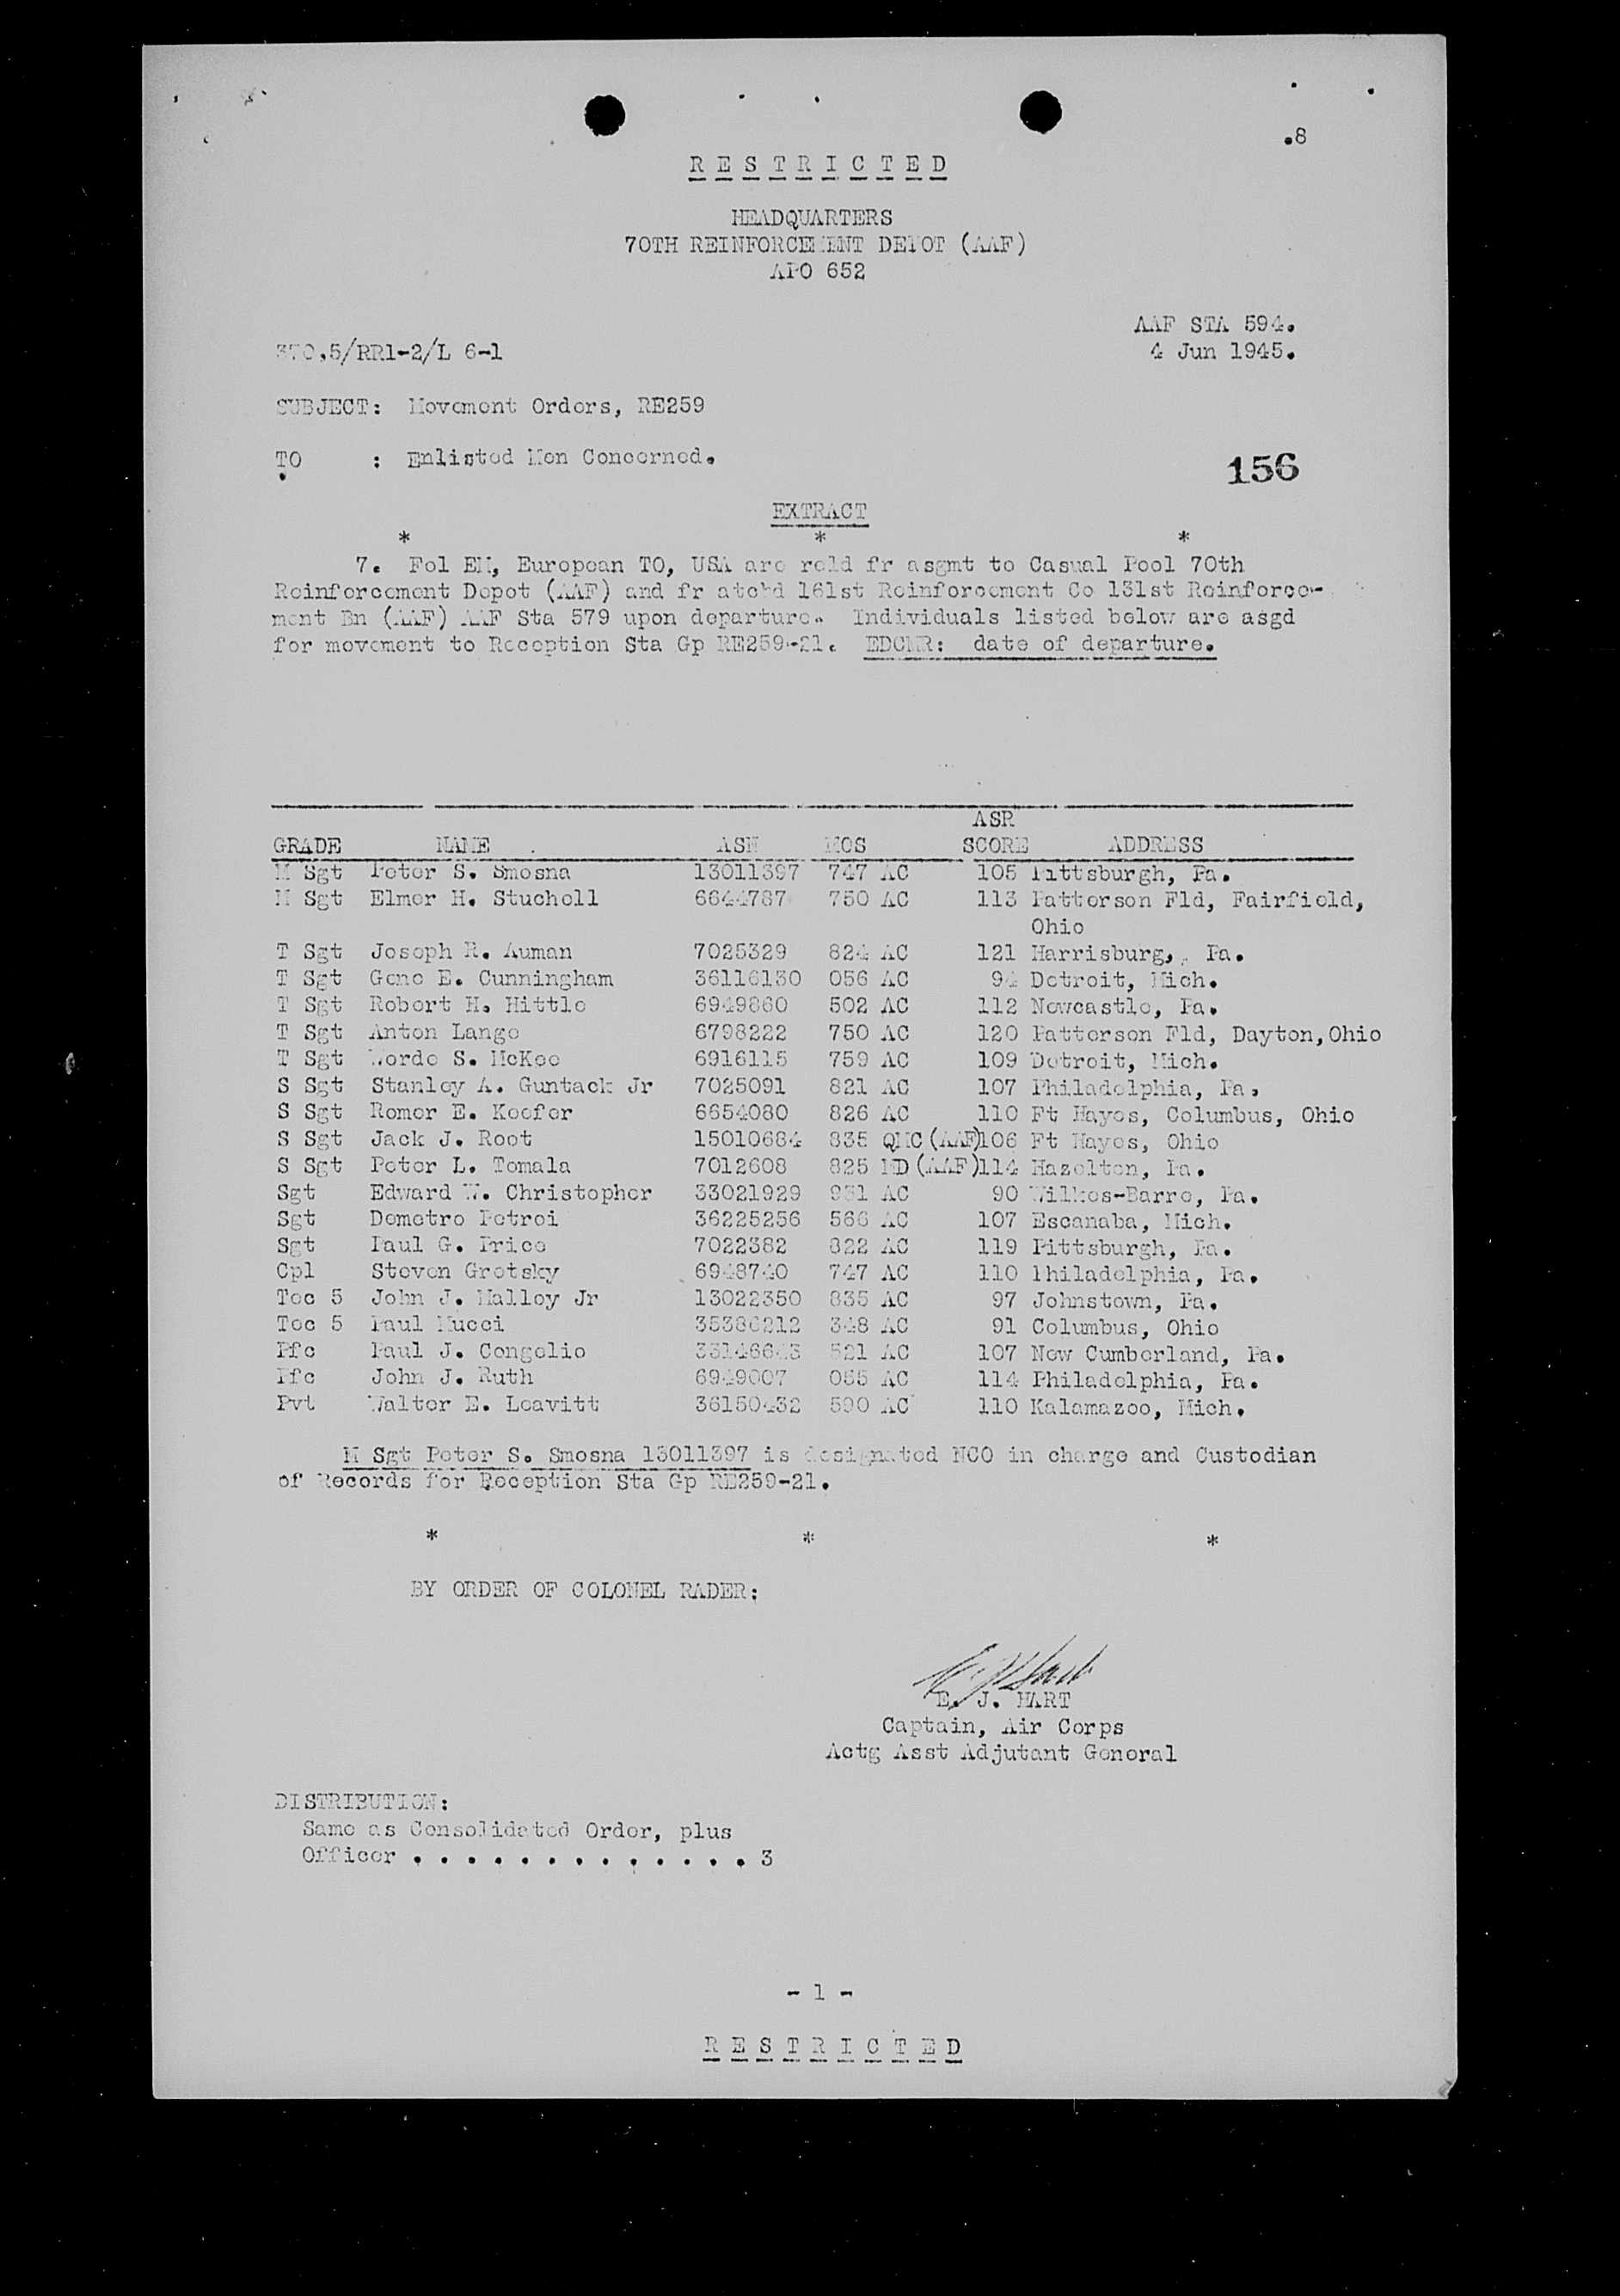 .8
RESTRICTED
HEADQUARTERS
70TH REINFORCEMENT DEPOT (AAF)
APO 652
AAF STA 594.
370.5/RR1-2/L 6-1 4 Jun 1945.
SUBJECT: Movement Orders, RE259
TO : Enlisted Men Concerned.
156
EXTRACT
* * *
7. Fol EM, European TO, USA are reld fr asgmt to Casual Pool 70th
Reinforcement Depot (AAF) and fr atchd 161st Reinforcement Co 131st Reinforce-
ment Bn (AAF) AAF Sta 579 upon departure. Individuals listed below are asgd
for movement to Reception Sta Gp RE259-21. EDCMR: date of departure.
ASR
GRADE NAME ASN MOS SCORE ADDRESS
M Sgt Peter S. Smosna 13011397 747 AC 105 Pittsburgh, Pa.
M Sgt Elmer H. Stuchell 6644787 750 AC 113 Patterson Fld, Fairfield,
Ohio
T Sgt Joseph R. Auman 7025329 824 AC 121 Harrisburg, Pa.
T Sgt Gene E. Cunningham 36116130 056 AC 94 Detroit, Mich.
T Sgt Robert H. Hittle 6949860 502 AC 112 Newcastle, Pa.
T Sgt Anton Lange 6798222 750 AC 120 Patterson Fld, Dayton, Ohio
T Sgt Worde S. McKee 6916115 759 AC 109 Detroit, Mich.
S Sgt Stanley A. Guntack Jr 7025091 821 AC 107 Philadelphia, Pa.
S Sgt Romer E. Keefer 6654080 826 AC 110 Ft Hayes, Columbus, Ohio
S Sgt Jack J. Root 15010684 835 QMC (AAF)106 Ft Hayes, Ohio
S Sgt Peter L. Tomala 7012608 825 MD (AAF)114 Hazelton, Pa.
Sgt Edward W. Christopher 33021929 931 AC 90 Wilkes-Barre, Pa.
Sgt Demetro Petroi 36225256 566 AC 107 Escanaba, Mich.
Sgt Paul G. Price 7022382 822 AC 119 Pittsburgh, Pa.
Cpl Steven Gretsky 6948740 747 AC 110 Philadelphia, Pa.
Tec 5 John J. Malloy Jr 13022350 835 AC 97 Johnstown, Pa.
Tec 5 Paul Mucci 35386212 348 AC 91 Columbus, Ohio
Pfc Paul J. Congelio 33146643 521 AC 107 New Cumberland, Pa.
Pfc John J. Ruth 6949007 055 AC 114 Philadelphia, Pa.
Pvt Walter E. Leavitt 36150432 590 AC 110 Kalamazoo, Mich.
M Sgt Peter S. Smosna 13011397 is designated NCO in charge and Custodian
of Records for Reception Sta Gp RE259-21.
* * *
BY ORDER OF COLONEL RADER:
E. J. HART
Captain, Air Corps
Actg Asst Adjutant General
DISTRIBUTION:
Same as Consolidated Order, plus
Officer . . . . . . . . . . . . . 3
- 1 -
RESTRICTED